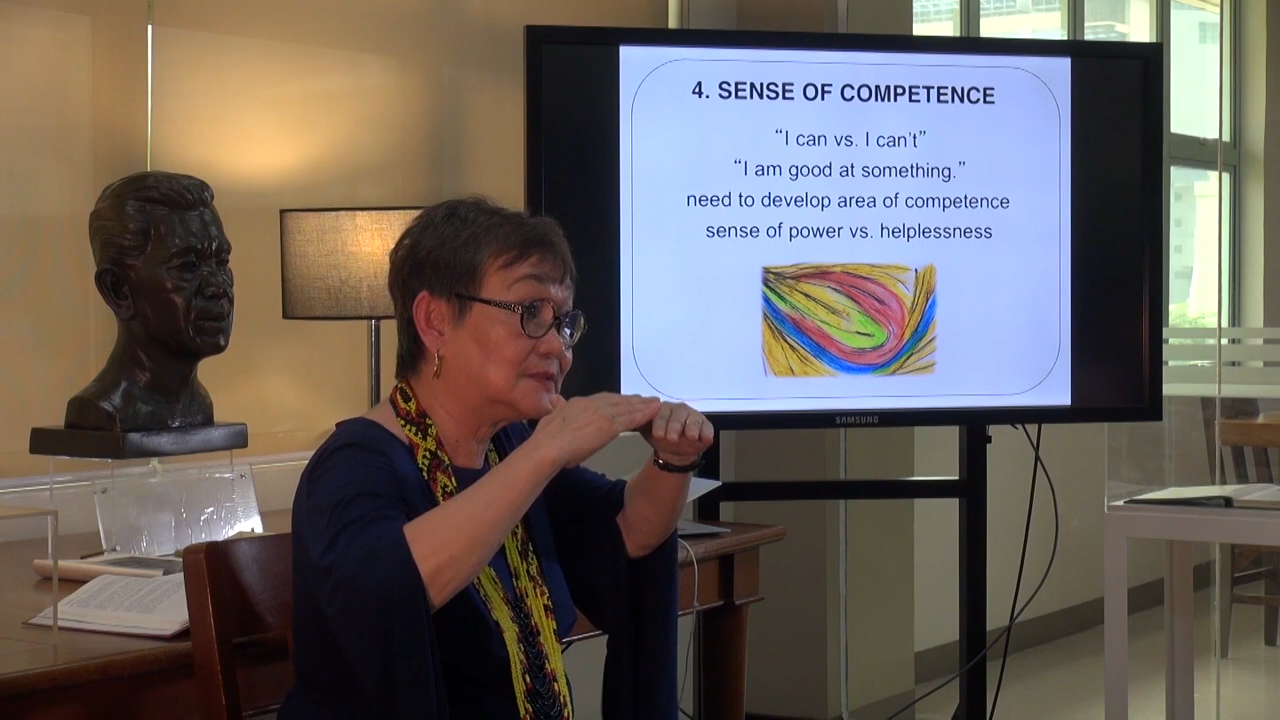 4. SENSE OF COMPETENCE
“I can vs. I can’t”
“I am good at something.”
need to develop area of competence
sense of power vs. helplessness
SAMSUNG